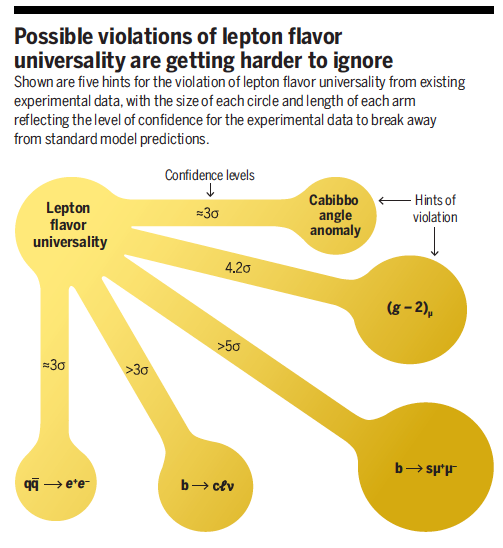 Possible violations of lepton flavor
universality are getting harder to ignore
Shown are five hints for the violation of lepton flavor universality from existing
experimental data, with the size of each circle and length of each arm
reflecting the level of confidence for the experimental data to break away
from standard model predictions.
Confidence levels
Lepton
flavor
universality
≈3σ
Cabibbo
angle
anomaly
Hints of
violation
4.2σ
(g – 2)μ
>5σ
≈3σ
>3σ
b → sμ⁺μ⁻
qq̅ → e⁺e⁻
b → cℓν